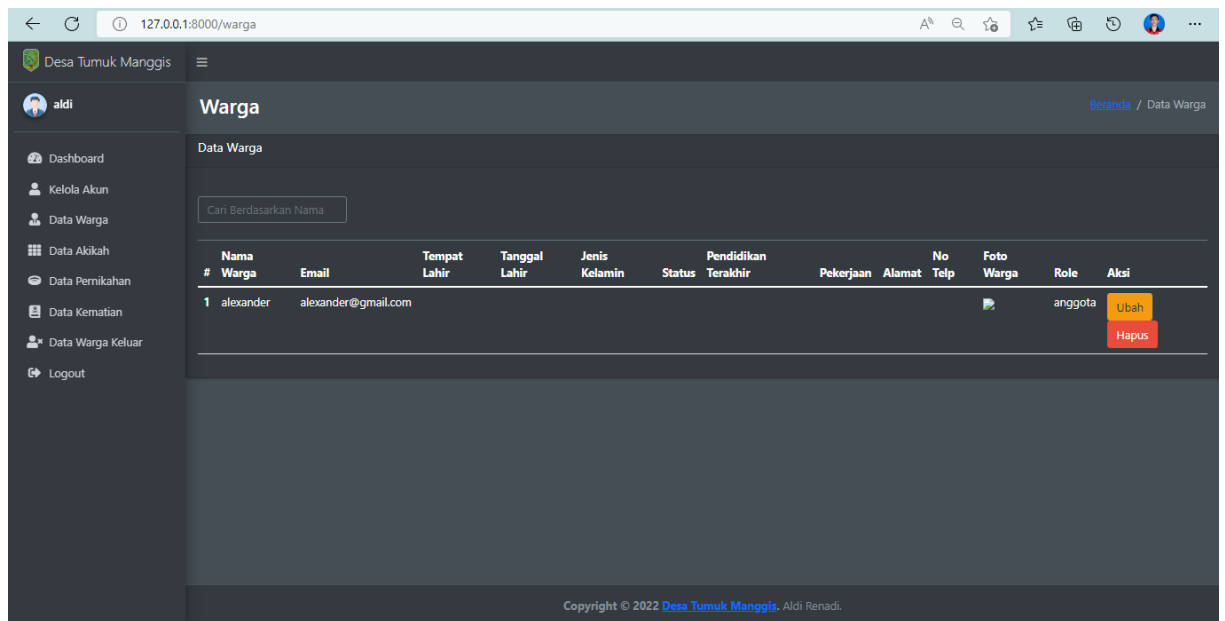 127.0.0.1:8000/warga
Desa Tumuk Manggis
aldi
Dashboard
Kelola Akun
Data Warga
Data Akikah
Data Pernikahan
Data Kematian
Data Warga Keluar
Logout
Warga
Beranda / Data Warga
Data Warga
Cari Berdasarkan Nama
# Nama Warga Email Tempat Lahir Tanggal Lahir Jenis Kelamin Status Pendidikan Terakhir Pekerjaan Alamat No Telp Foto Warga Role Aksi
1 alexander alexander@gmail.com anggota Ubah
Hapus
Copyright © 2022 Desa Tumuk Manggis. Aldi Renadi.